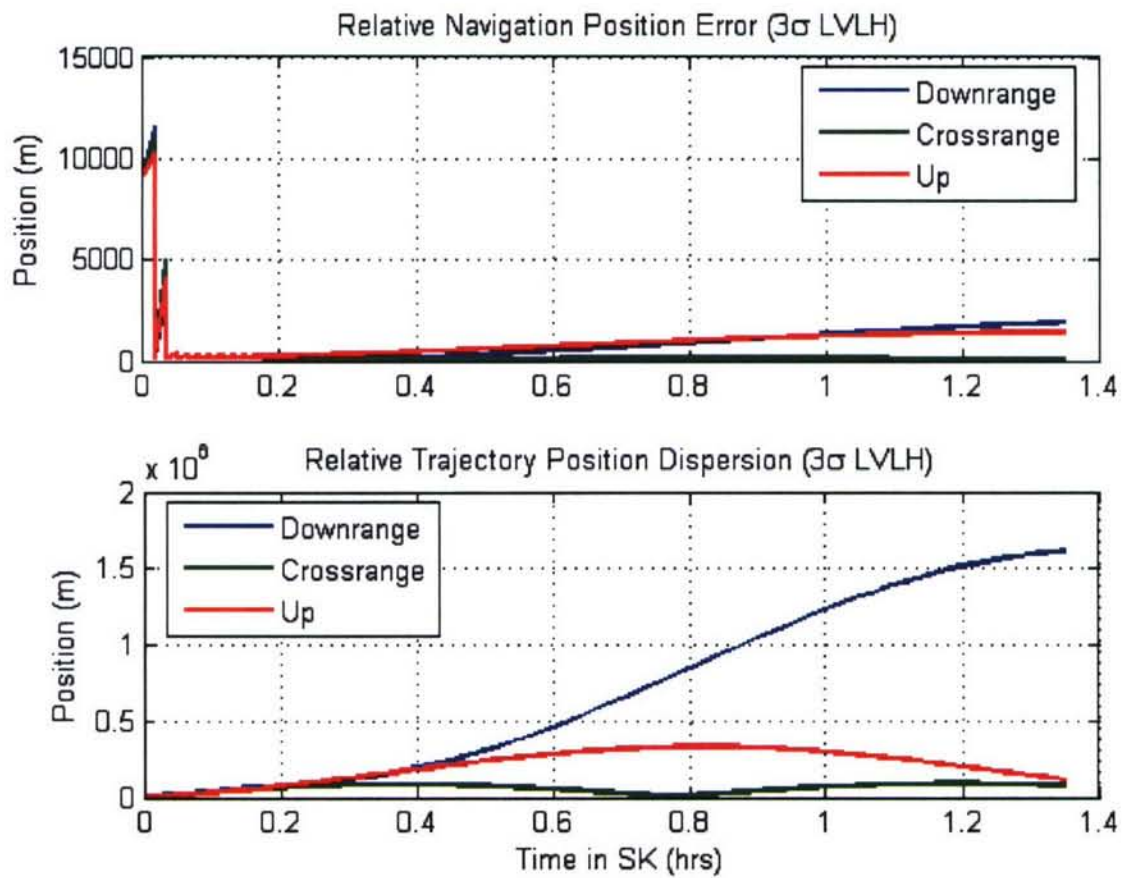 Relative Navigation Position Error (3σ LVLH)
15000
10000
5000
0
Position (m)
Downrange
Crossrange
Up
0 0.2 0.4 0.6 0.8 1 1.2 1.4
x 10⁶
Relative Trajectory Position Dispersion (3σ LVLH)
2
1.5
1
0.5
0
Position (m)
Downrange
Crossrange
Up
0 0.2 0.4 0.6 0.8 1 1.2 1.4
Time in SK (hrs)